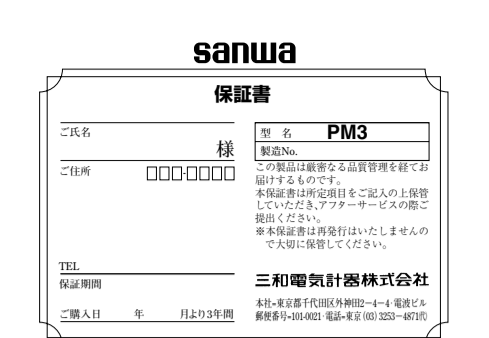 sanwa
保証書
ご氏名
様
ご住所 □□□-□□□□
TEL
保証期間
ご購入日 年 月より3年間
型 名 PM3
製造No.
この製品は厳密なる品質管理を経てお
届けするものです。
本保証書は所定項目をご記入の上保管
していただき、アフターサービスの際ご
提出ください。
※本保証書は再発行はいたしませんの
で大切に保管してください。
三和電気計器株式会社
本社=東京都千代田区外神田2-4-4・電波ビル
郵便番号=101-0021・電話=東京(03)3253-4871㈹